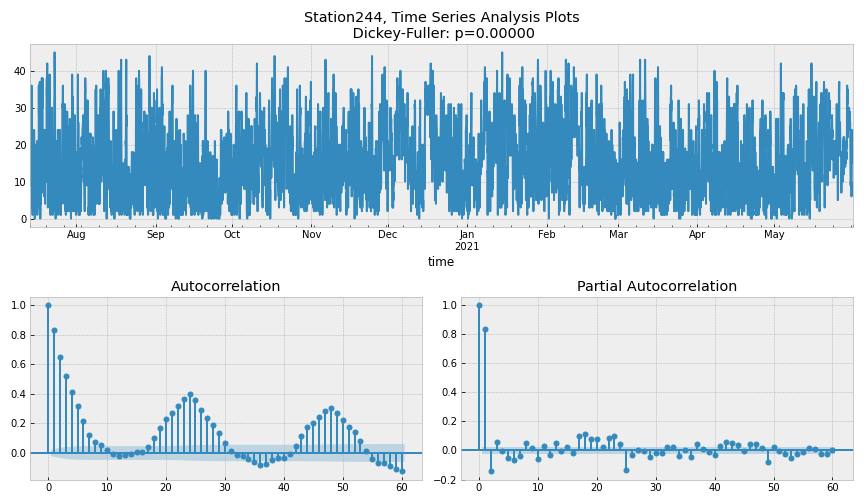 Station244, Time Series Analysis Plots
Dickey-Fuller: p=0.00000
40
30
20
10
0
Aug Sep Oct Nov Dec Jan Feb Mar Apr May
2021
time
Autocorrelation
1.0
0.8
0.6
0.4
0.2
0.0
0 10 20 30 40 50 60
Partial Autocorrelation
1.0
0.8
0.6
0.4
0.2
0.0
−0.2
0 10 20 30 40 50 60